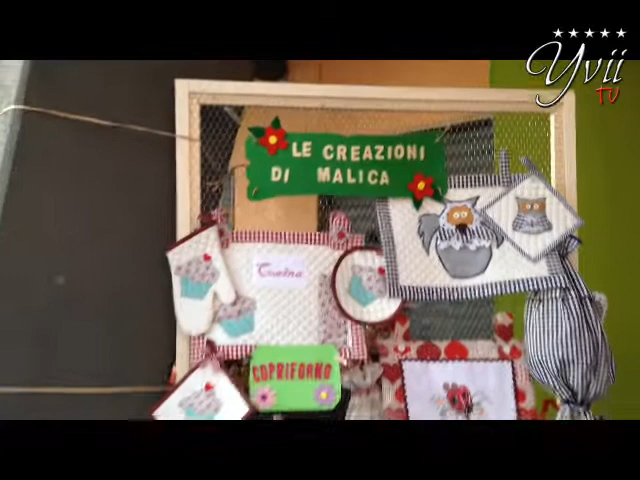 Yvii
TV
LE CREAZIONI
DI MALICA
Cucina
COPRIFORNO